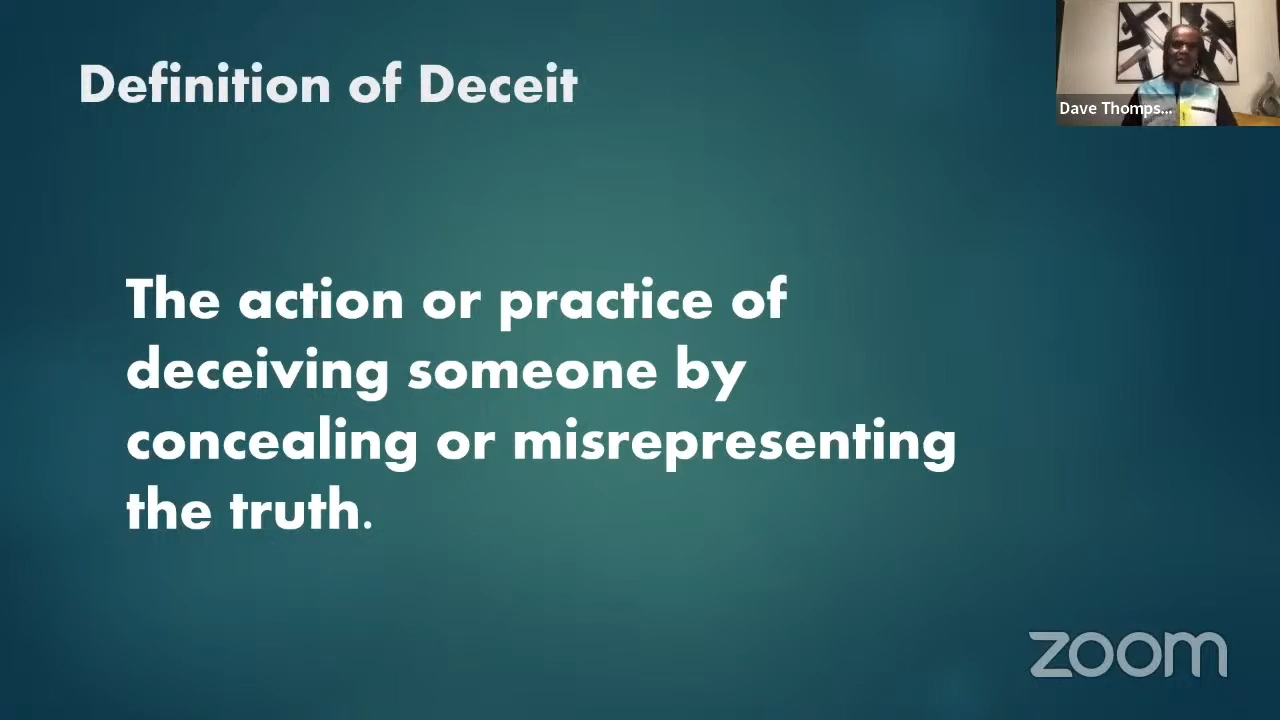 Definition of Deceit
Dave Thomps...
The action or practice of
deceiving someone by
concealing or misrepresenting
the truth.
zoom